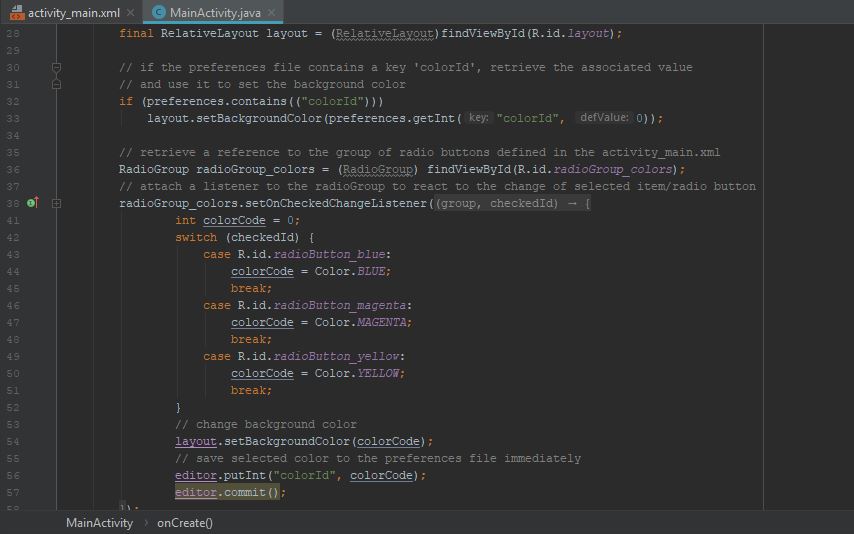 activity_main.xml MainActivity.java
28 final RelativeLayout layout = (RelativeLayout)findViewById(R.id.layout);
29
30 // if the preferences file contains a key 'colorId', retrieve the associated value
31 // and use it to set the background color
32 if (preferences.contains(("colorId")))
33 layout.setBackgroundColor(preferences.getInt( key: "colorId", defValue: 0));
34
35 // retrieve a reference to the group of radio buttons defined in the activity_main.xml
36 RadioGroup radioGroup_colors = (RadioGroup) findViewById(R.id.radioGroup_colors);
37 // attach a listener to the radioGroup to react to the change of selected item/radio button
38 radioGroup_colors.setOnCheckedChangeListener((group, checkedId) → {
41 int colorCode = 0;
42 switch (checkedId) {
43 case R.id.radioButton_blue:
44 colorCode = Color.BLUE;
45 break;
46 case R.id.radioButton_magenta:
47 colorCode = Color.MAGENTA;
48 break;
49 case R.id.radioButton_yellow:
50 colorCode = Color.YELLOW;
51 break;
52 }
53 // change background color
54 layout.setBackgroundColor(colorCode);
55 // save selected color to the preferences file immediately
56 editor.putInt("colorId", colorCode);
57 editor.commit();
58 });
MainActivity › onCreate()